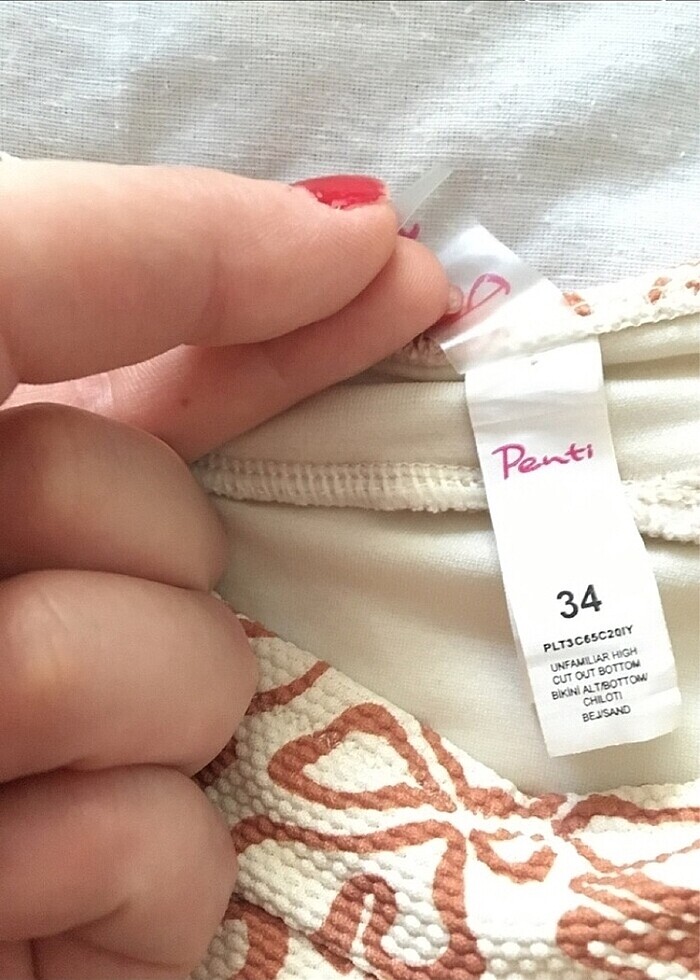 Penti
34
PLT3C65C20IY
UNFAMILIAR HIGH
CUT OUT BOTTOM
BİKİNİ ALT/BOTTOM/
CHILOTI
BEJ/SAND